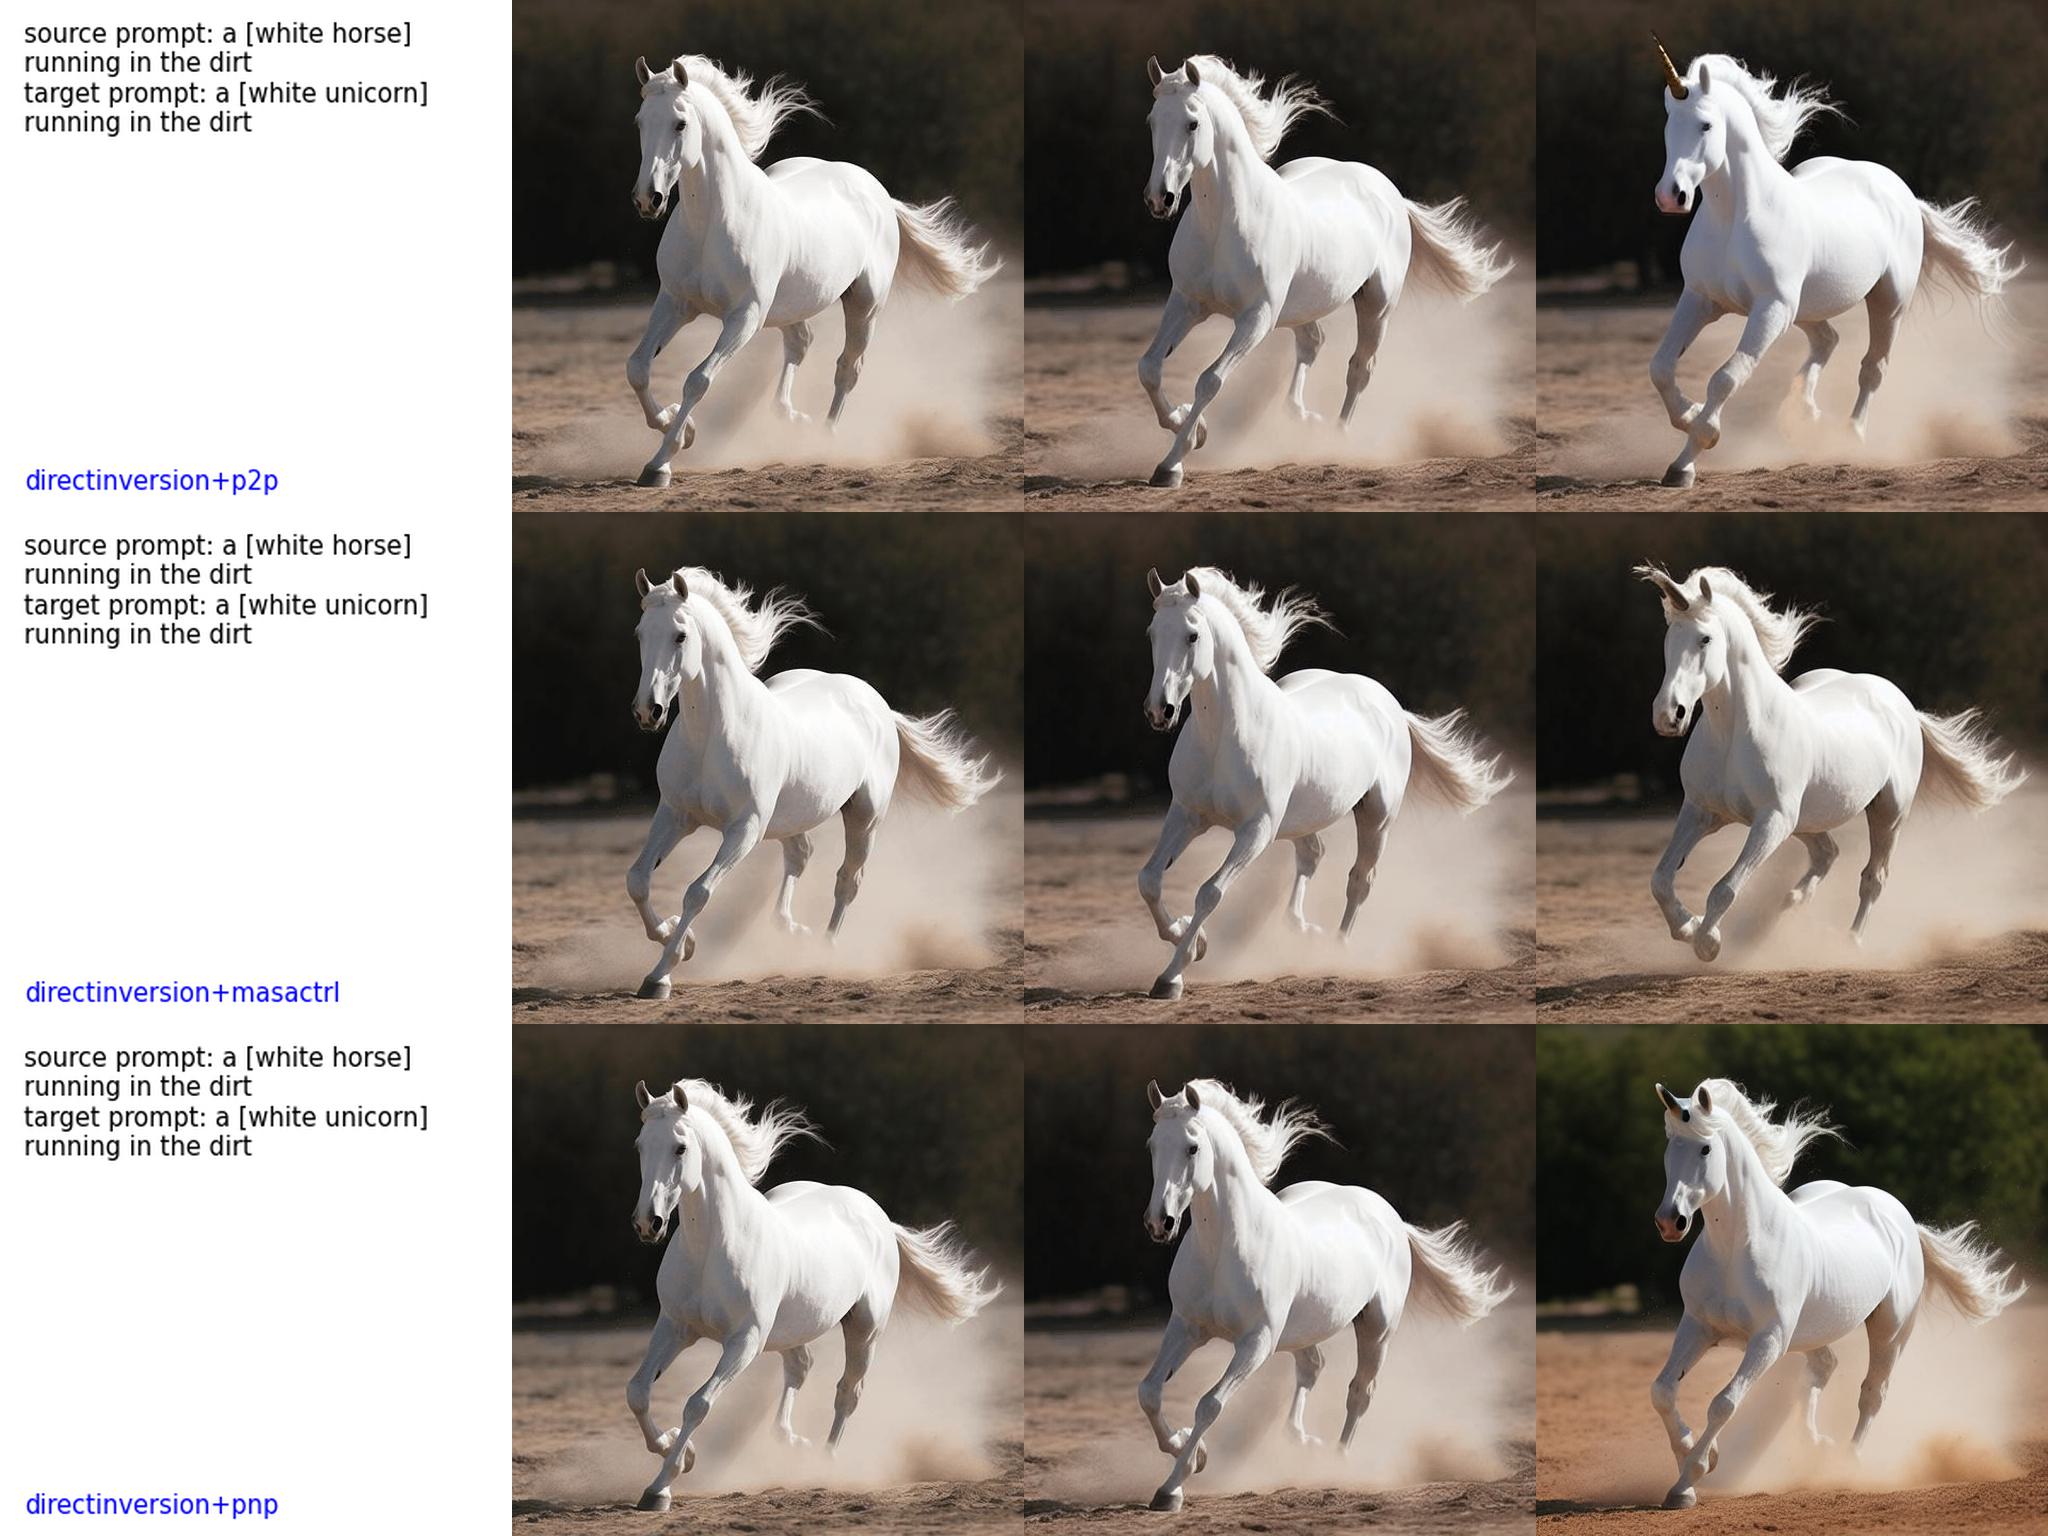 source prompt: a [white horse]
running in the dirt
target prompt: a [white unicorn]
running in the dirt
directinversion+p2p
source prompt: a [white horse]
running in the dirt
target prompt: a [white unicorn]
running in the dirt
directinversion+masactrl
source prompt: a [white horse]
running in the dirt
target prompt: a [white unicorn]
running in the dirt
directinversion+pnp